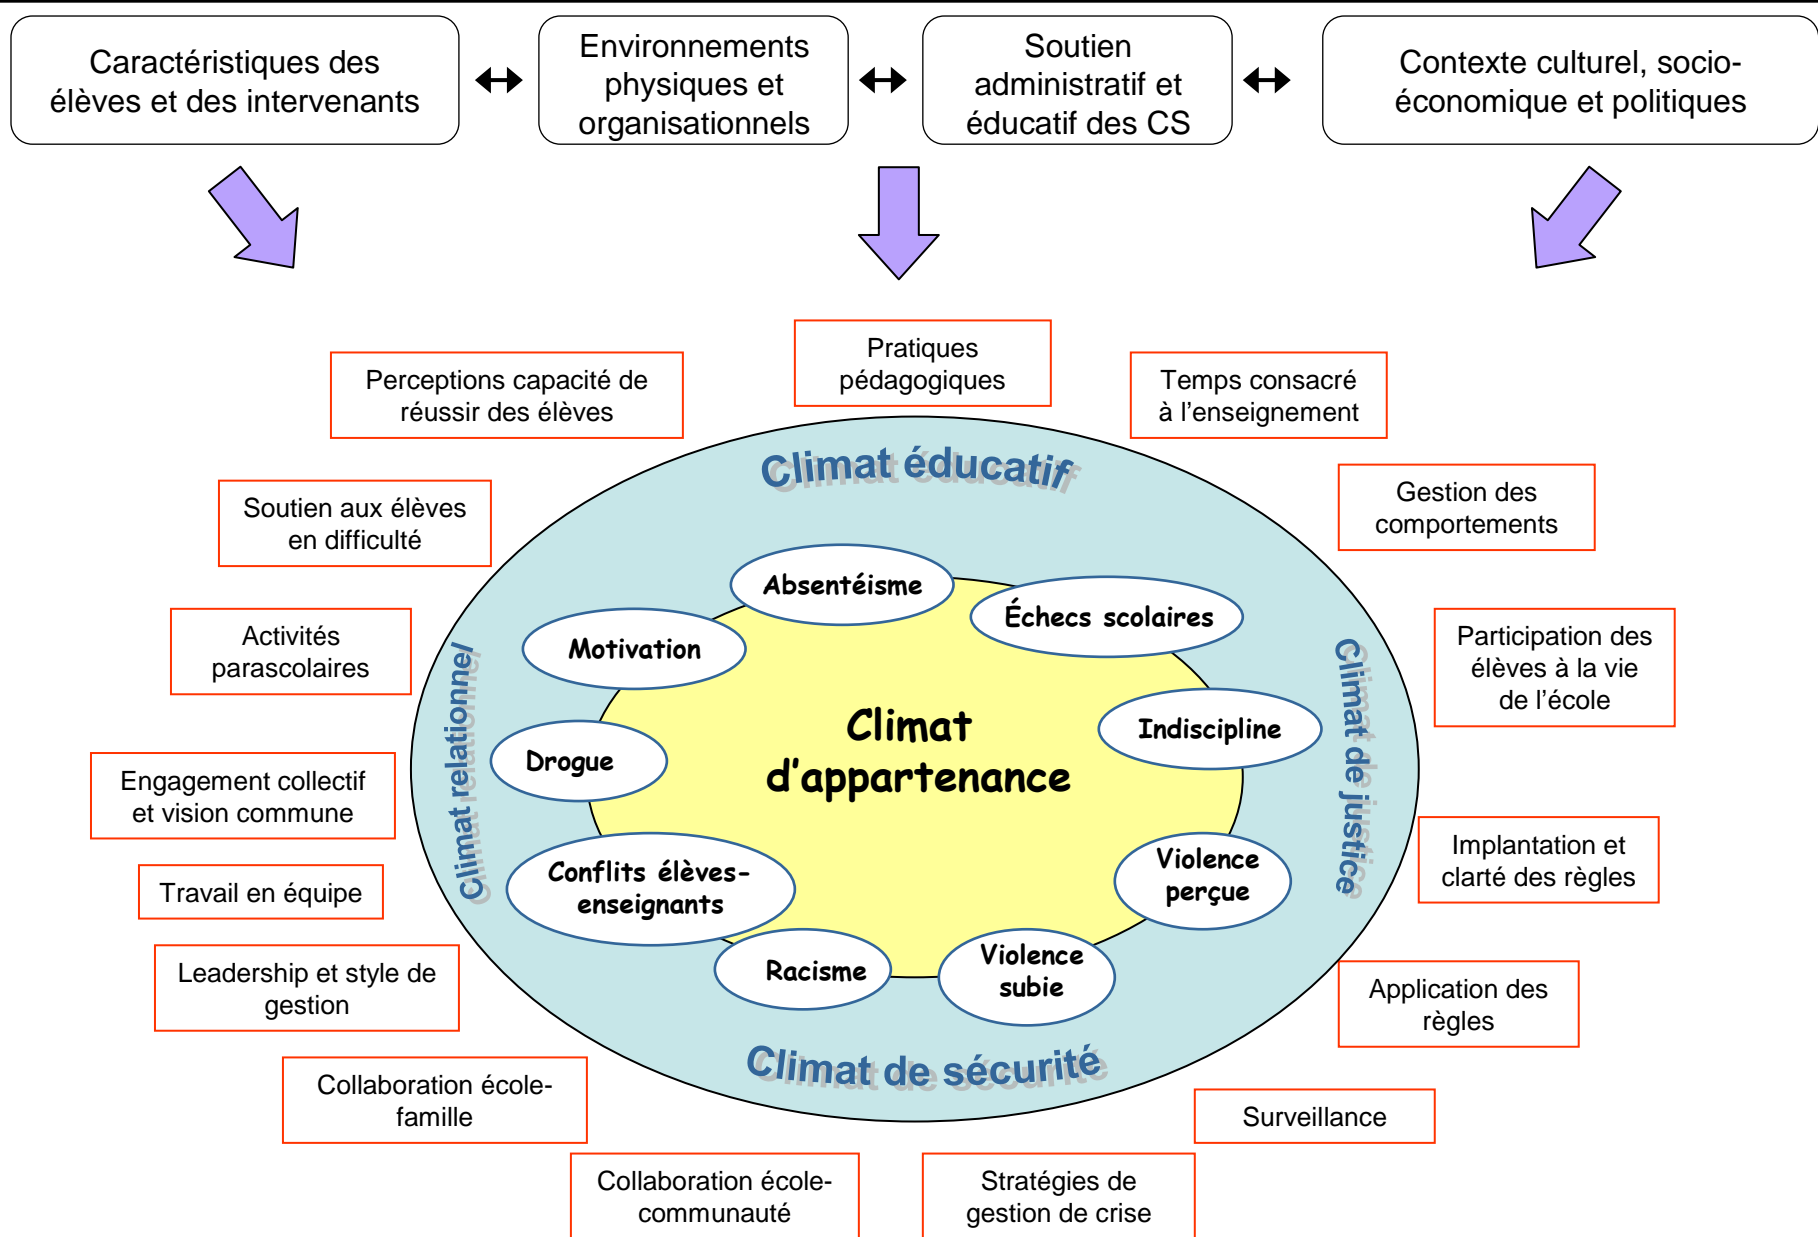 Caractéristiques des
élèves et des intervenants
Environnements
physiques et
organisationnels
Soutien
administratif et
éducatif des CS
Contexte culturel, socio-
économique et politiques
Pratiques
pédagogiques
Perceptions capacité de
réussir des élèves
Temps consacré
à l’enseignement
Climat éducatif
Soutien aux élèves
en difficulté
Gestion des
comportements
Absentéisme
Échecs scolaires
Motivation
Activités
parascolaires
Participation des
élèves à la vie
de l’école
Climat relationnel
Climat de justice
Indiscipline
Drogue
Climat
d’appartenance
Engagement collectif
et vision commune
Implantation et
clarté des règles
Violence
perçue
Conflits élèves-
enseignants
Travail en équipe
Racisme
Violence
subie
Leadership et style de
gestion
Application des
règles
Climat de sécurité
Collaboration école-
famille
Surveillance
Collaboration école-
communauté
Stratégies de
gestion de crise